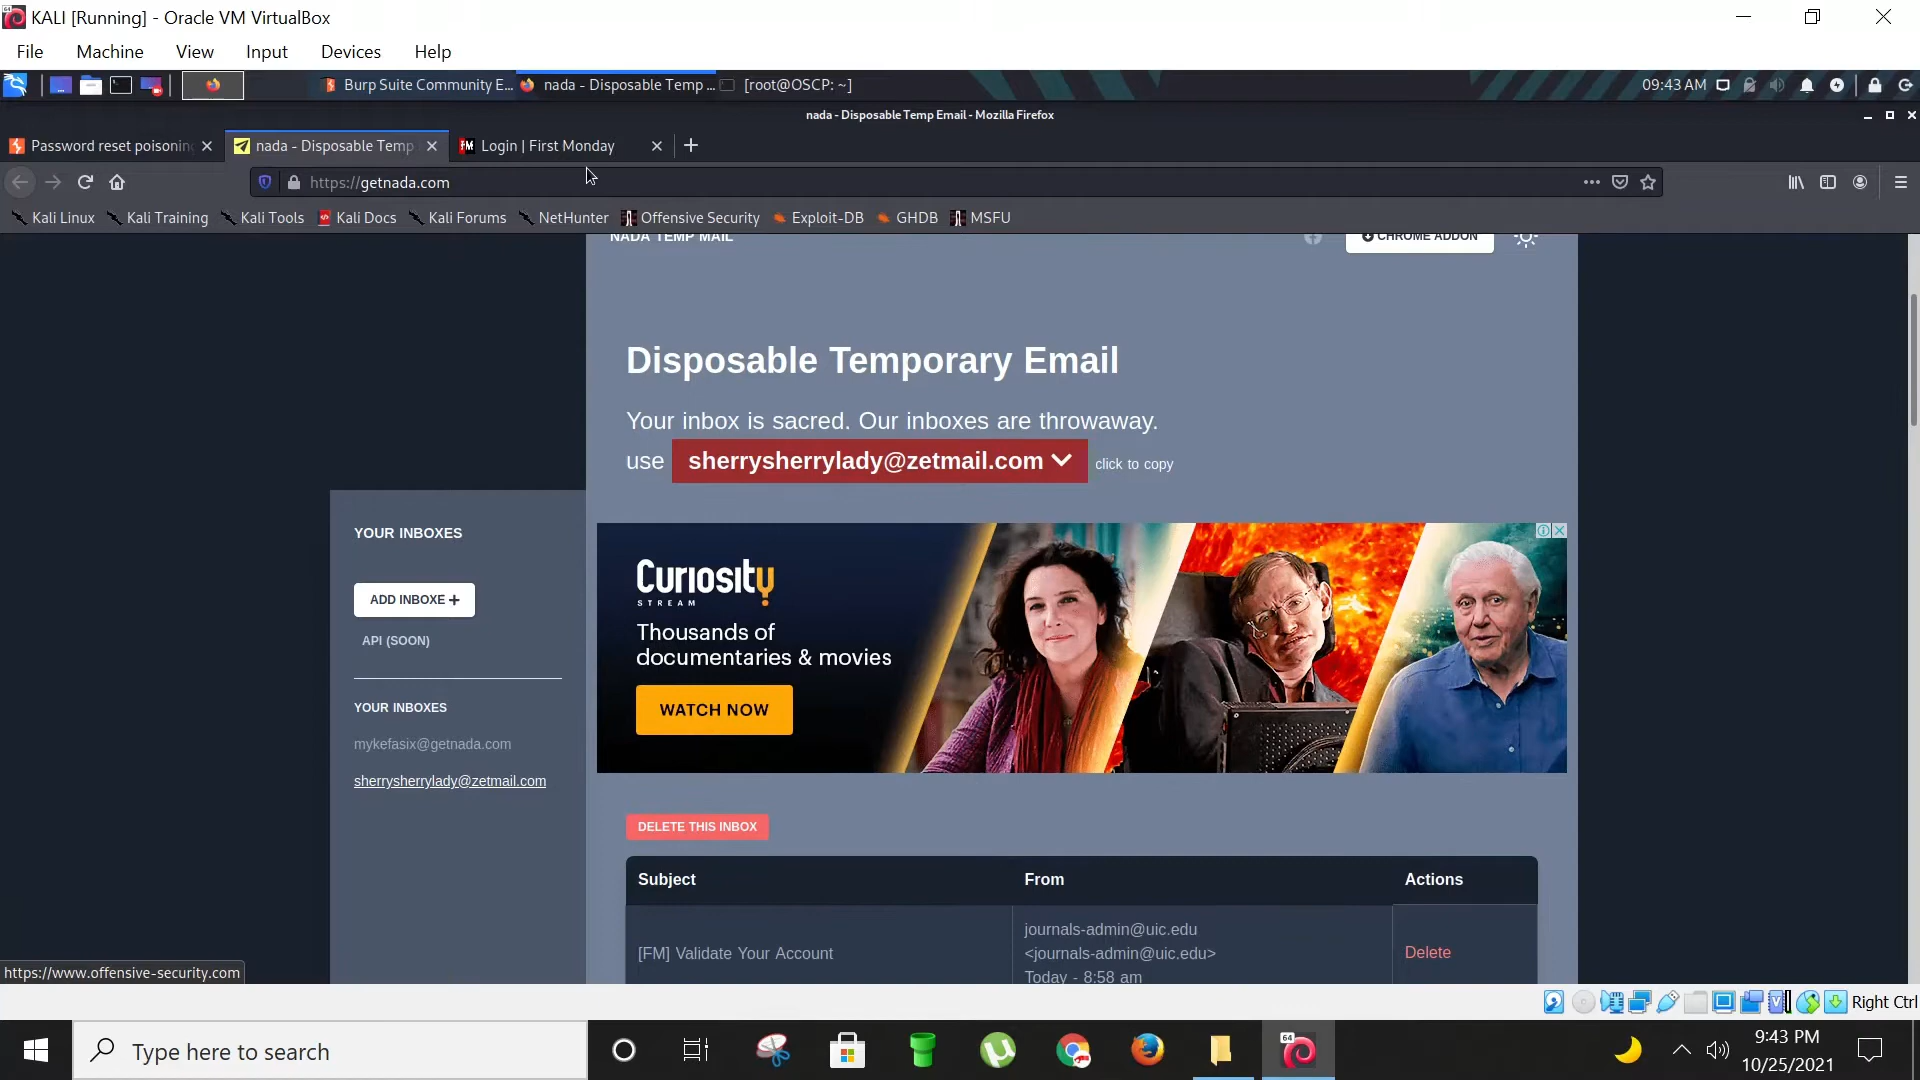 KALI [Running] - Oracle VM VirtualBox
File Machine View Input Devices Help
Burp Suite Community E... nada - Disposable Temp ... [root@OSCP: ~] 09:43 AM
nada - Disposable Temp Email - Mozilla Firefox
Password reset poisoning nada - Disposable Temp Login | First Monday
https://getnada.com
Kali Linux Kali Training Kali Tools Kali Docs Kali Forums NetHunter Offensive Security Exploit-DB GHDB MSFU
NADA TEMP MAIL CHROME ADDON
Disposable Temporary Email
Your inbox is sacred. Our inboxes are throwaway.
use sherrysherrylady@zetmail.com click to copy
YOUR INBOXES
ADD INBOXE +
API (SOON)
YOUR INBOXES
mykefasix@getnada.com
sherrysherrylady@zetmail.com
CURIOSITY
STREAM
Thousands of
documentaries & movies
WATCH NOW
DELETE THIS INBOX
Subject From Actions
[FM] Validate Your Account
journals-admin@uic.edu
<journals-admin@uic.edu>
Today - 8:58 am
Delete
https://www.offensive-security.com
Right Ctrl
Type here to search
9:43 PM
10/25/2021